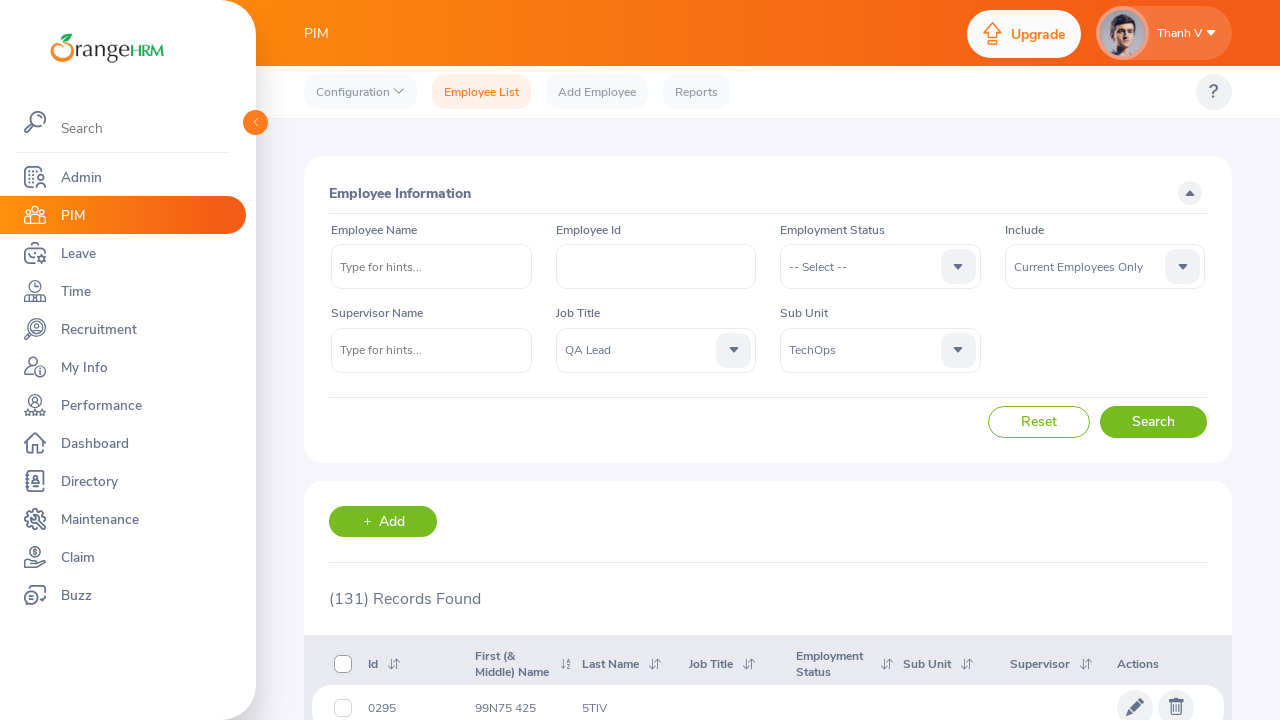 OrangeHRM
PIM
Upgrade
Thanh V
Configuration
Employee List
Add Employee
Reports
?
Search
Admin
PIM
Leave
Time
Recruitment
My Info
Performance
Dashboard
Directory
Maintenance
Claim
Buzz
Employee Information
Employee Name
Employee Id
Employment Status
Include
Type for hints...
-- Select --
Current Employees Only
Supervisor Name
Job Title
Sub Unit
Type for hints...
QA Lead
TechOps
Reset
Search
+ Add
(131) Records Found
Id
First (& Middle) Name
Last Name
Job Title
Employment Status
Sub Unit
Supervisor
Actions
0295
99N75 425
5TIV